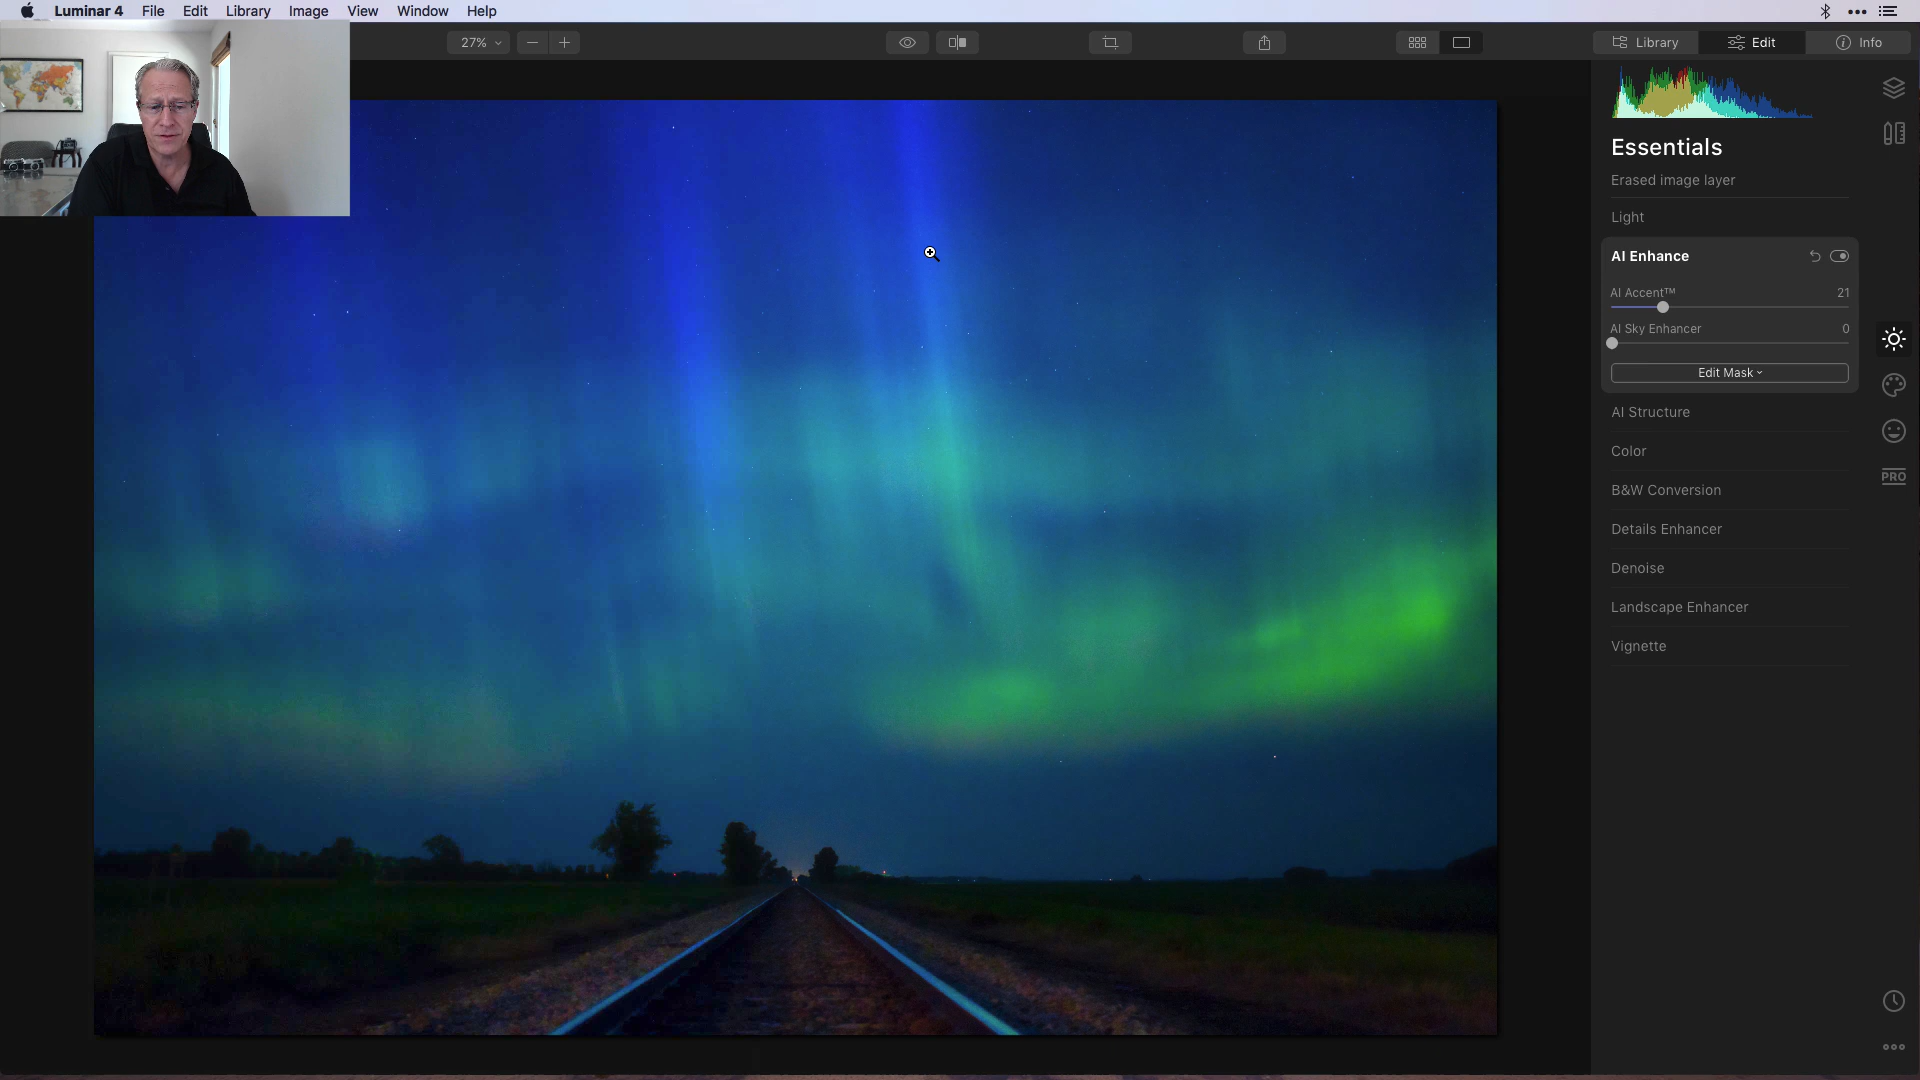 Luminar 4 File Edit Library Image View Window Help
27% Library Edit Info
Essentials
Erased image layer
Light
AI Enhance
AI Accent™ 21
AI Sky Enhancer 0
Edit Mask
AI Structure
Color
B&W Conversion
Details Enhancer
Denoise
Landscape Enhancer
Vignette
PRO